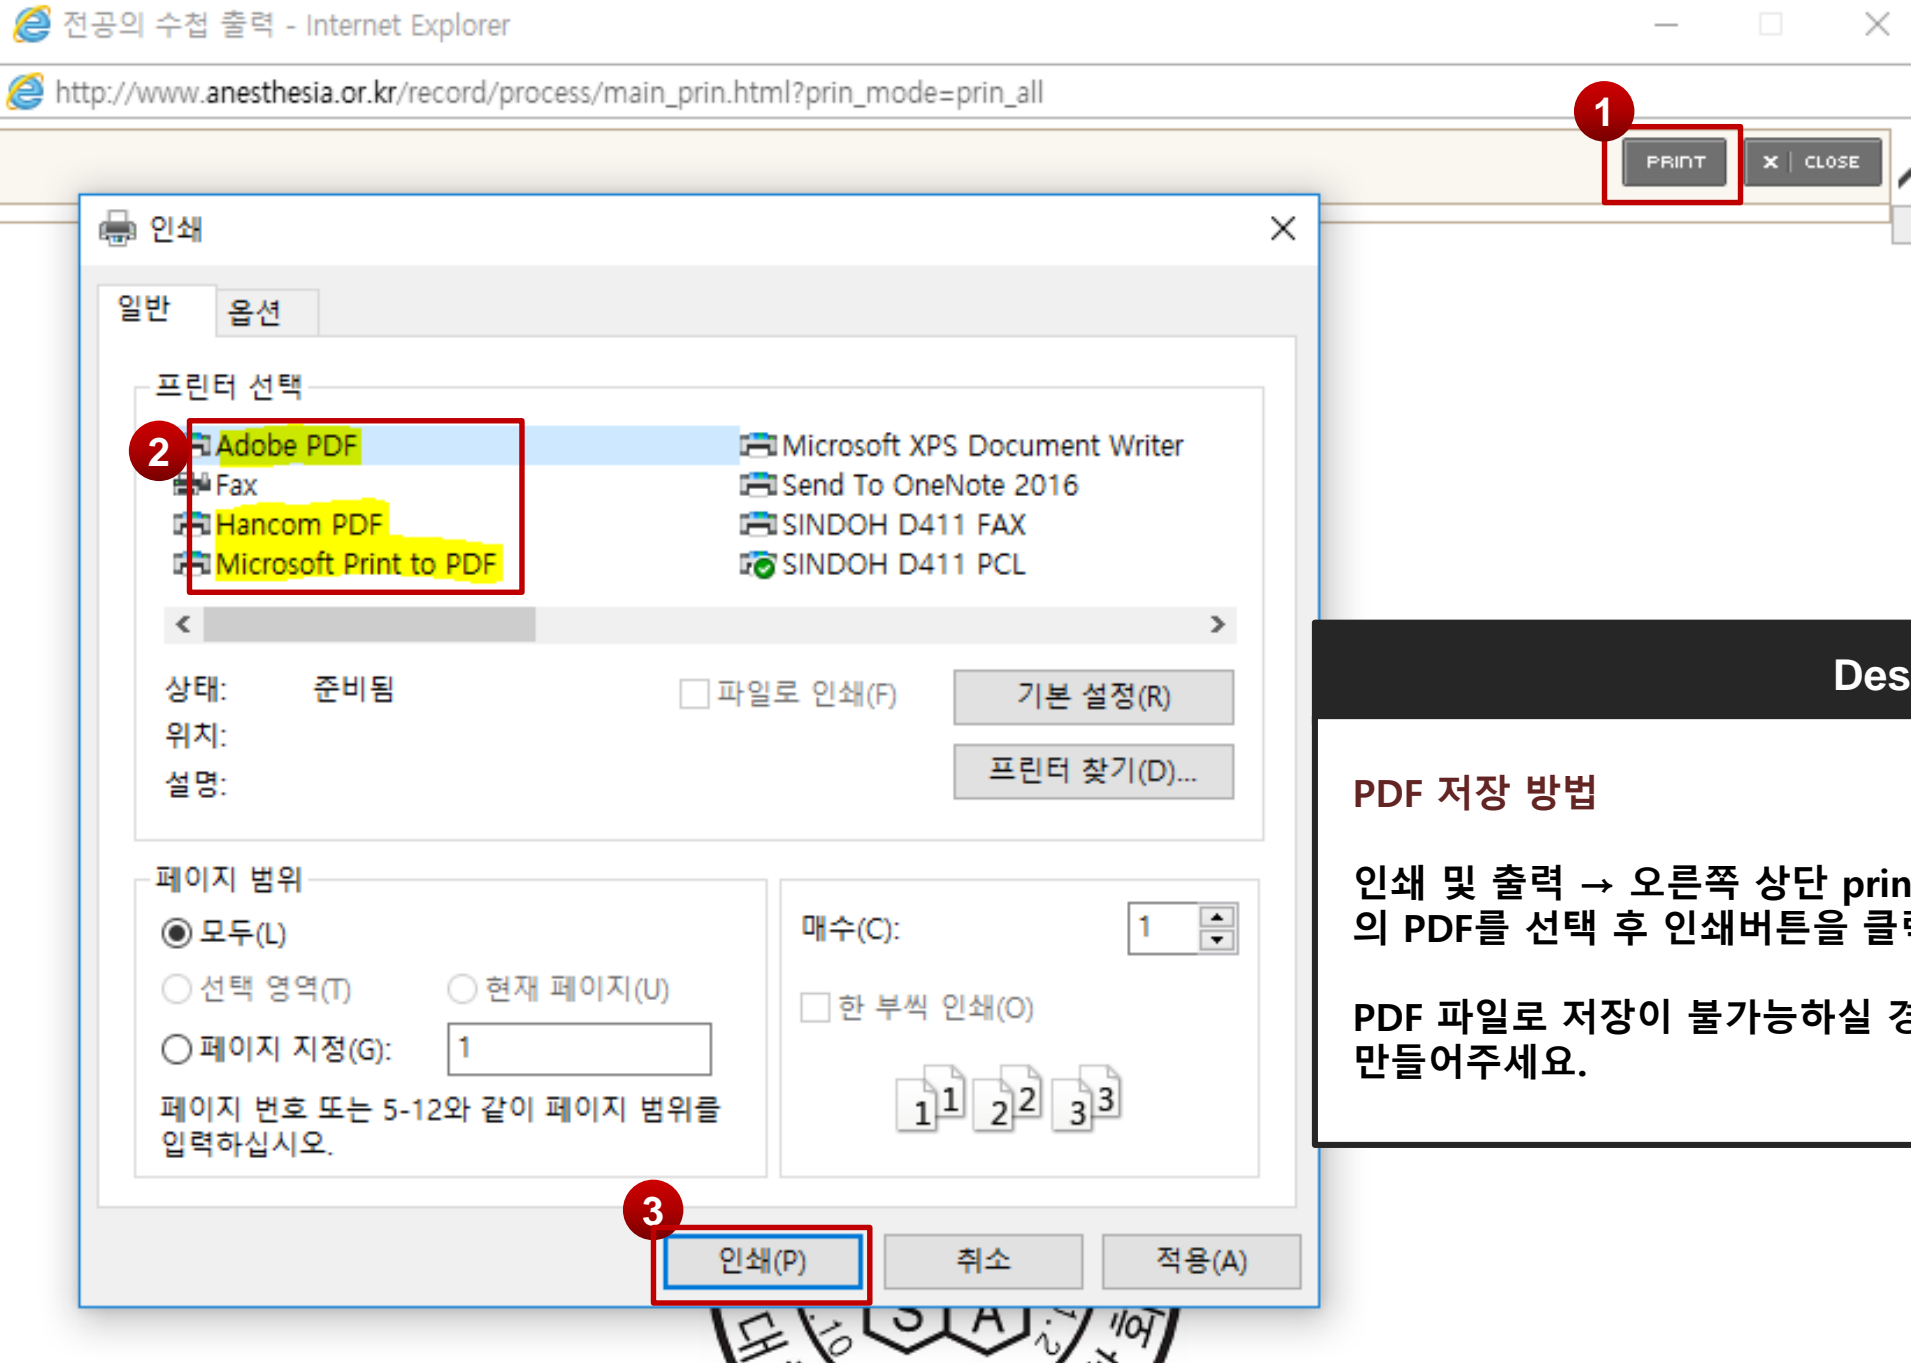 전공의 수첩 출력 - Internet Explorer
http://www.anesthesia.or.kr/record/process/main_prin.html?prin_mode=prin_all
1
PRINT
X | CLOSE
인쇄
일반
옵션
프린터 선택
2
Adobe PDF
Microsoft XPS Document Writer
Fax
Send To OneNote 2016
Hancom PDF
SINDOH D411 FAX
Microsoft Print to PDF
SINDOH D411 PCL
상태: 준비됨
파일로 인쇄(F)
기본 설정(R)
위치:
프린터 찾기(D)...
설명:
Des
PDF 저장 방법
인쇄 및 출력 → 오른쪽 상단 prin
의 PDF를 선택 후 인쇄버튼을
PDF 파일로 저장이 불가능하실
만들어주세요.
페이지 범위
모두(L)
매수(C): 1
선택 영역(T)
현재 페이지(U)
한 부씩 인쇄(O)
페이지 지정(G): 1
1 1 2 2 3 3
페이지 번호 또는 5-12와 같이 페이지 범위를
입력하십시오.
3
인쇄(P)
취소
적용(A)
S A
대
10